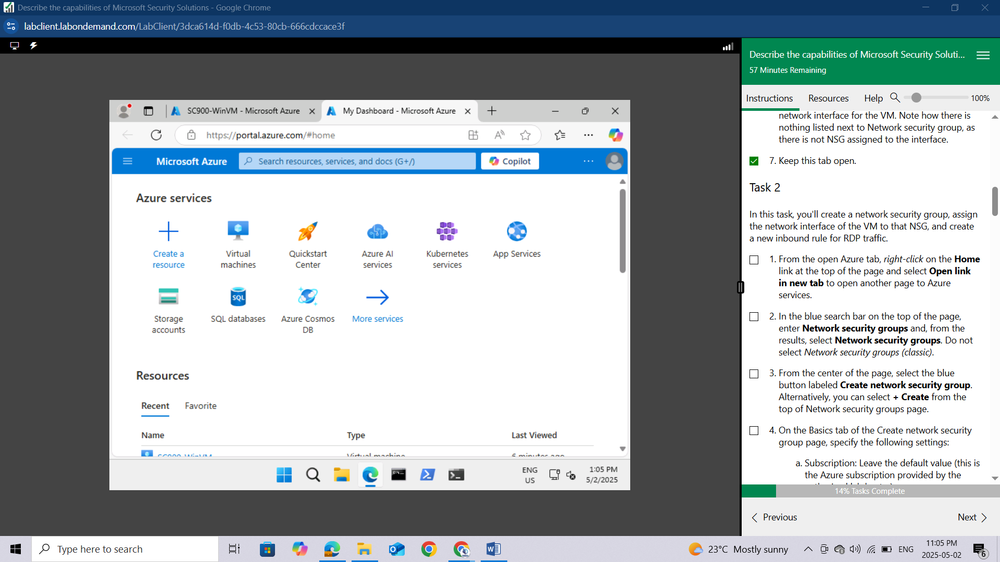 Describe the capabilities of Microsoft Security Solutions - Google Chrome
labclient.labondemand.com/LabClient/3dca614d-f0db-4c53-80cb-666cdccace3f
SC900-WinVM - Microsoft Azure
My Dashboard - Microsoft Azure
https://portal.azure.com/#home
Microsoft Azure
Search resources, services, and docs (G+/)
Copilot
Azure services
Create a
resource
Virtual
machines
Quickstart
Center
Azure AI
services
Kubernetes
services
App Services
Storage
accounts
SQL
SQL databases
Azure Cosmos
DB
More services
Resources
Recent
Favorite
Name
Type
Last Viewed
SC900-WinVM
Virtual machine
6 minutes ago
ENG
US
1:05 PM
5/2/2025
Describe the capabilities of Microsoft Security Soluti...
57 Minutes Remaining
Instructions
Resources
Help
100%
network interface for the VM. Note how there is
nothing listed next to Network security group, as
there is not NSG assigned to the interface.
7. Keep this tab open.
Task 2
In this task, you'll create a network security group, assign
the network interface of the VM to that NSG, and create
a new inbound rule for RDP traffic.
1. From the open Azure tab, right-click on the Home
link at the top of the page and select Open link
in new tab to open another page to Azure
services.
2. In the blue search bar on the top of the page,
enter Network security groups and, from the
results, select Network security groups. Do not
select Network security groups (classic).
3. From the center of the page, select the blue
button labeled Create network security group.
Alternatively, you can select + Create from the
top of Network security groups page.
4. On the Basics tab of the Create network security
group page, specify the following settings:
a. Subscription: Leave the default value (this is
the Azure subscription provided by the
14% Tasks Complete
Previous
Next
Type here to search
23°C Mostly sunny
ENG
11:05 PM
2025-05-02
6